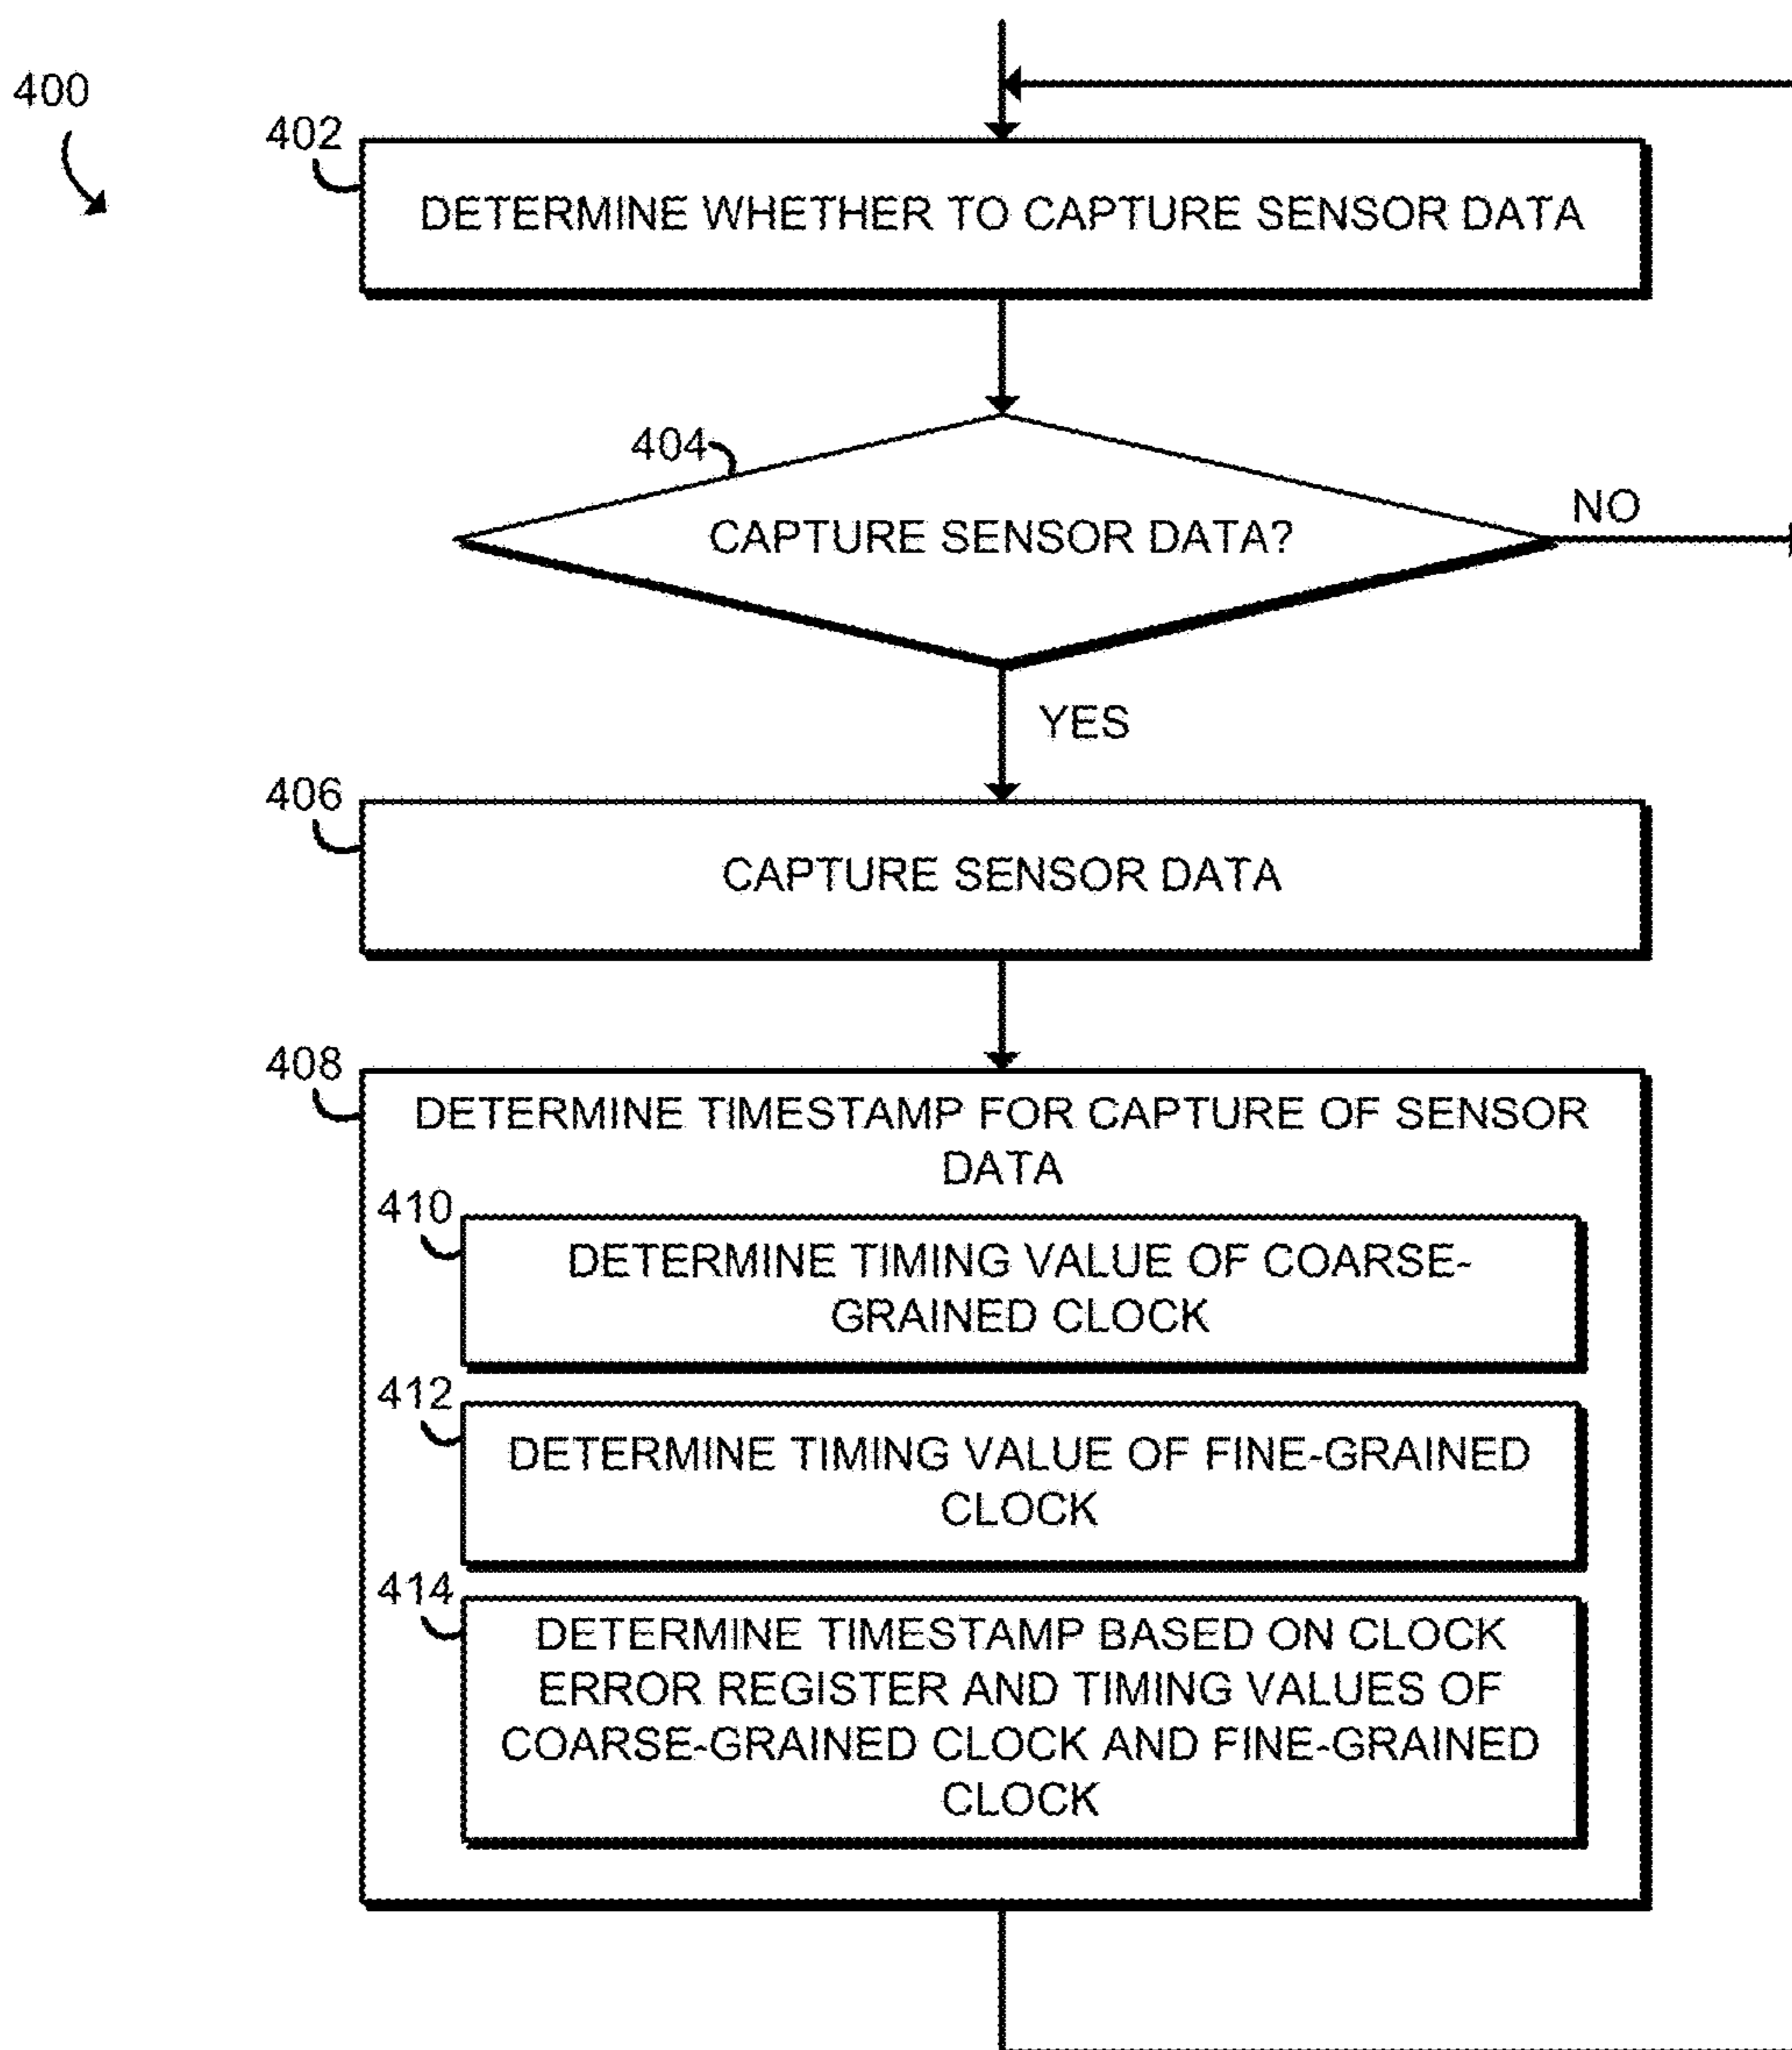 400
402
DETERMINE WHETHER TO CAPTURE SENSOR DATA
404
CAPTURE SENSOR DATA?
NO
YES
406
CAPTURE SENSOR DATA
408
DETERMINE TIMESTAMP FOR CAPTURE OF SENSOR
DATA
410
DETERMINE TIMING VALUE OF COARSE-
GRAINED CLOCK
412
DETERMINE TIMING VALUE OF FINE-GRAINED
CLOCK
414
DETERMINE TIMESTAMP BASED ON CLOCK
ERROR REGISTER AND TIMING VALUES OF
COARSE-GRAINED CLOCK AND FINE-GRAINED
CLOCK